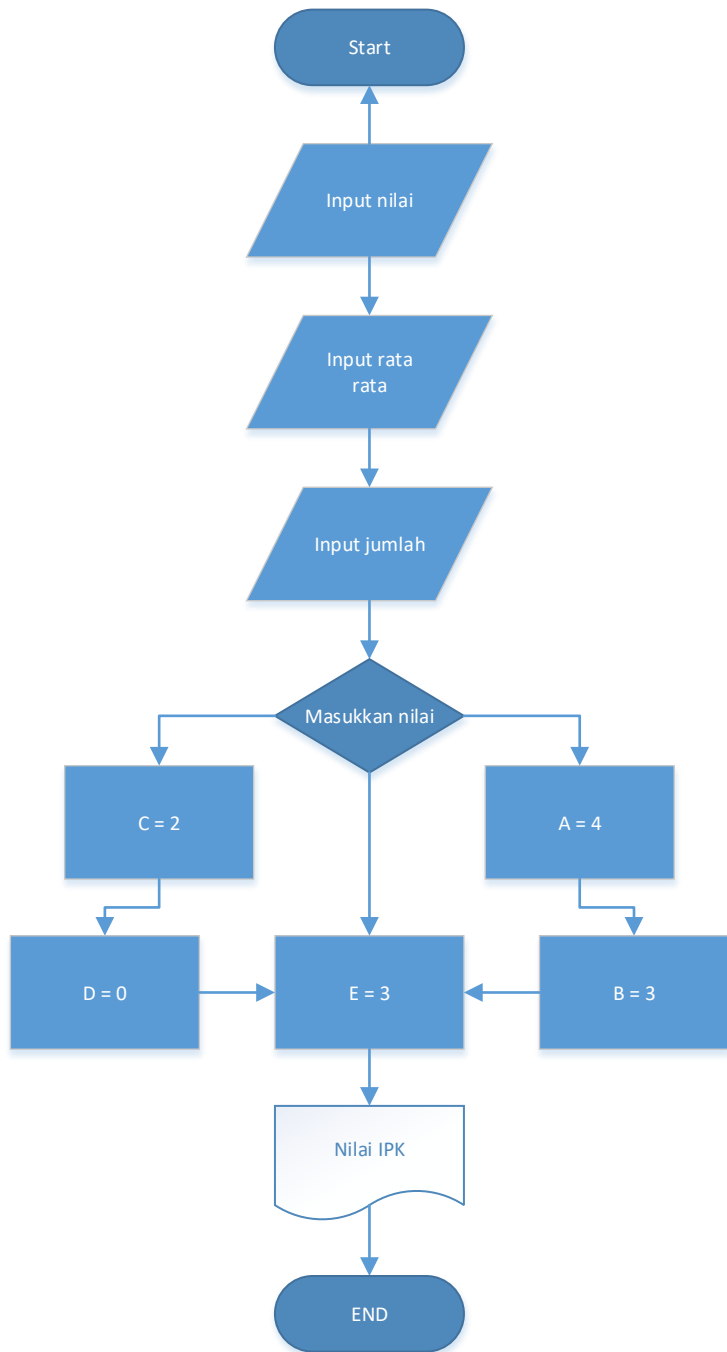 Start
Input nilai
Input rata
rata
Input jumlah
Masukkan nilai
C = 2
A = 4
D = 0
E = 3
B = 3
Nilai IPK
END